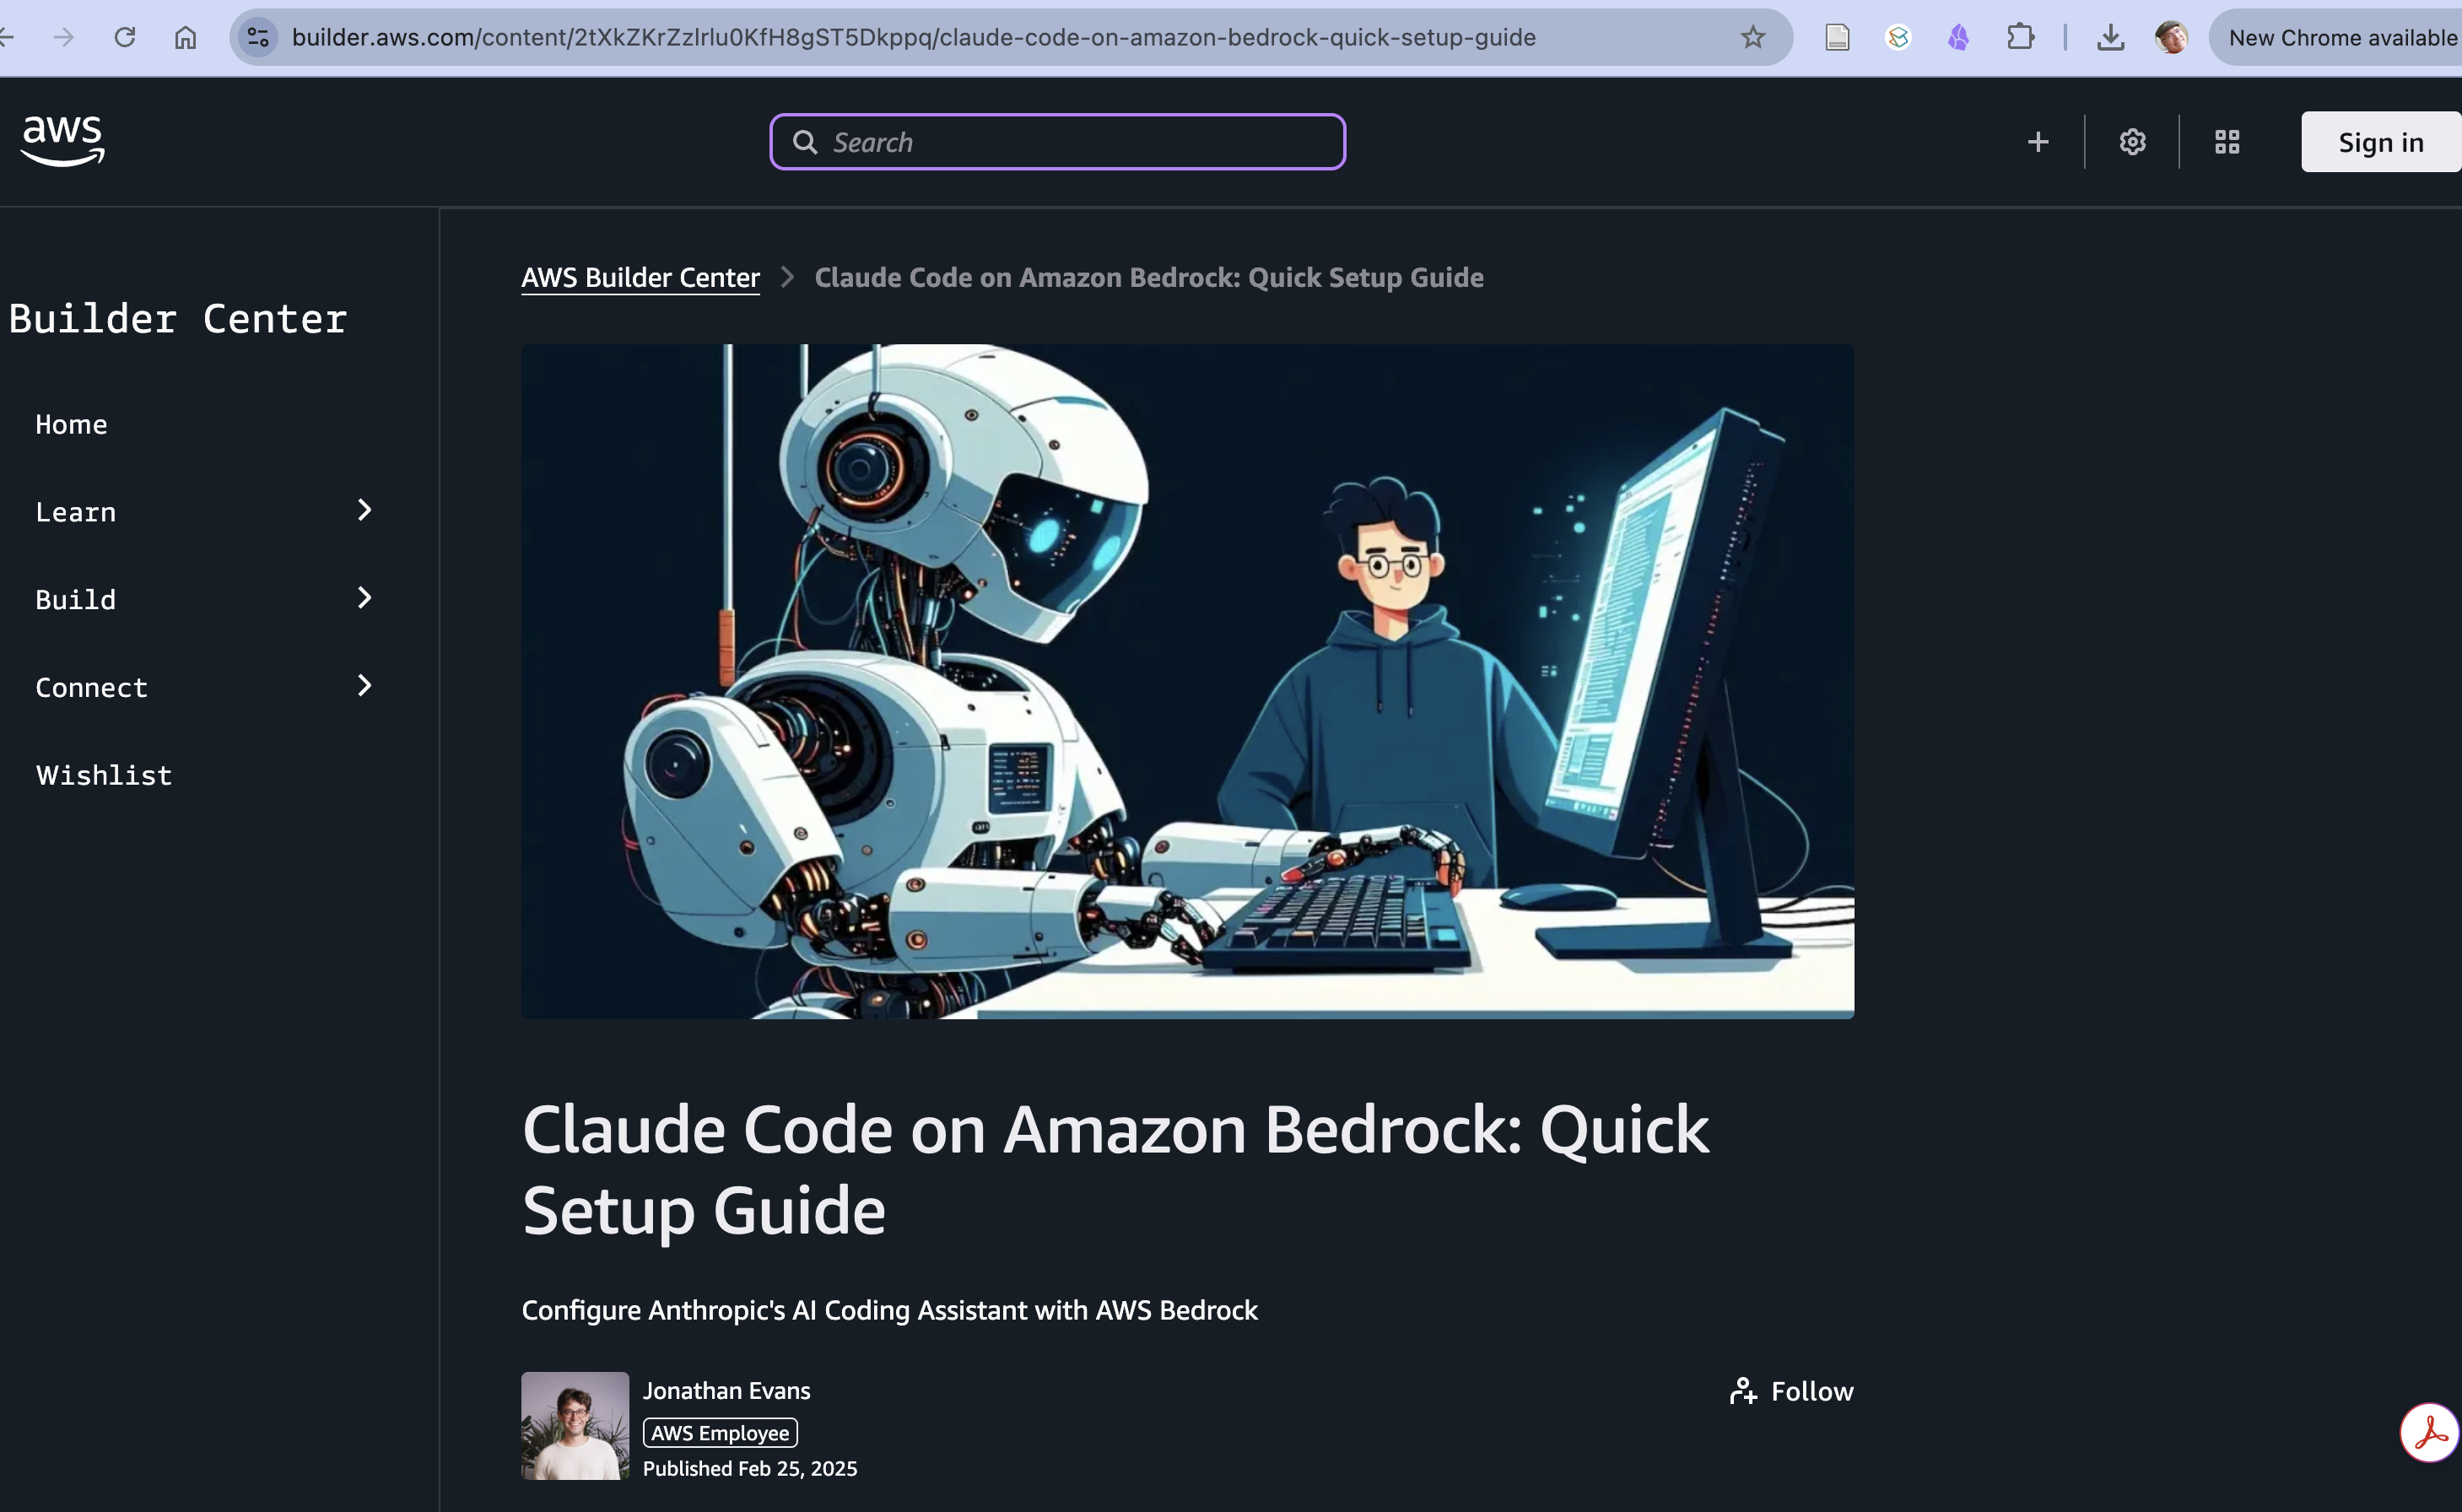 builder.aws.com/content/2tXkZKrZzlrlu0KfH8gST5Dkppq/claude-code-on-amazon-bedrock-quick-setup-guide
New Chrome available
aws
Search
Sign in
AWS Builder Center
Claude Code on Amazon Bedrock: Quick Setup Guide
Builder Center
Home
Learn
Build
Connect
Wishlist
Claude Code on Amazon Bedrock: Quick
Setup Guide
Configure Anthropic's AI Coding Assistant with AWS Bedrock
Jonathan Evans
AWS Employee
Published Feb 25, 2025
Follow